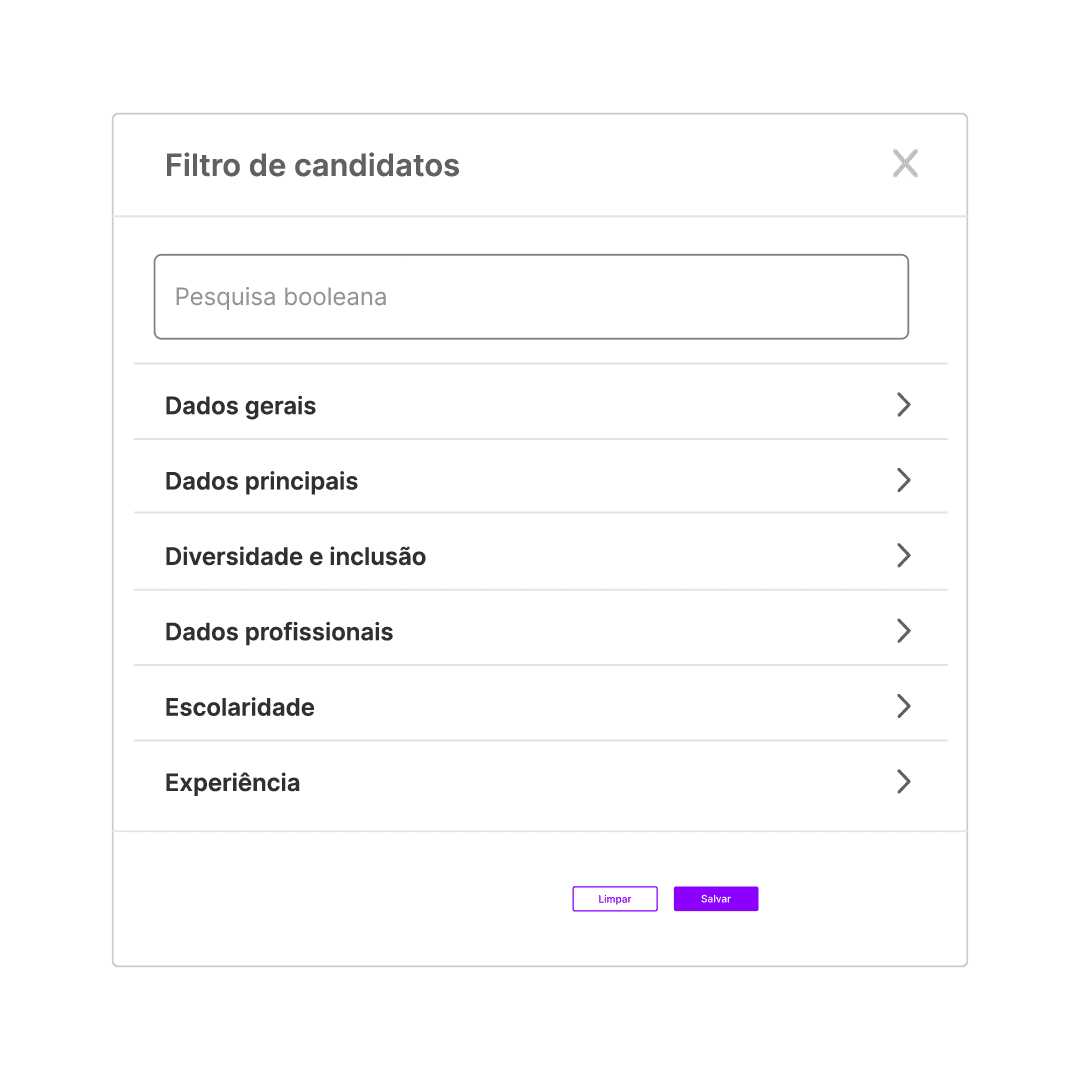 Filtro de candidatos
Pesquisa booleana
Dados gerais
Dados principais
Diversidade e inclusão
Dados profissionais
Escolaridade
Experiência
Limpar Salvar